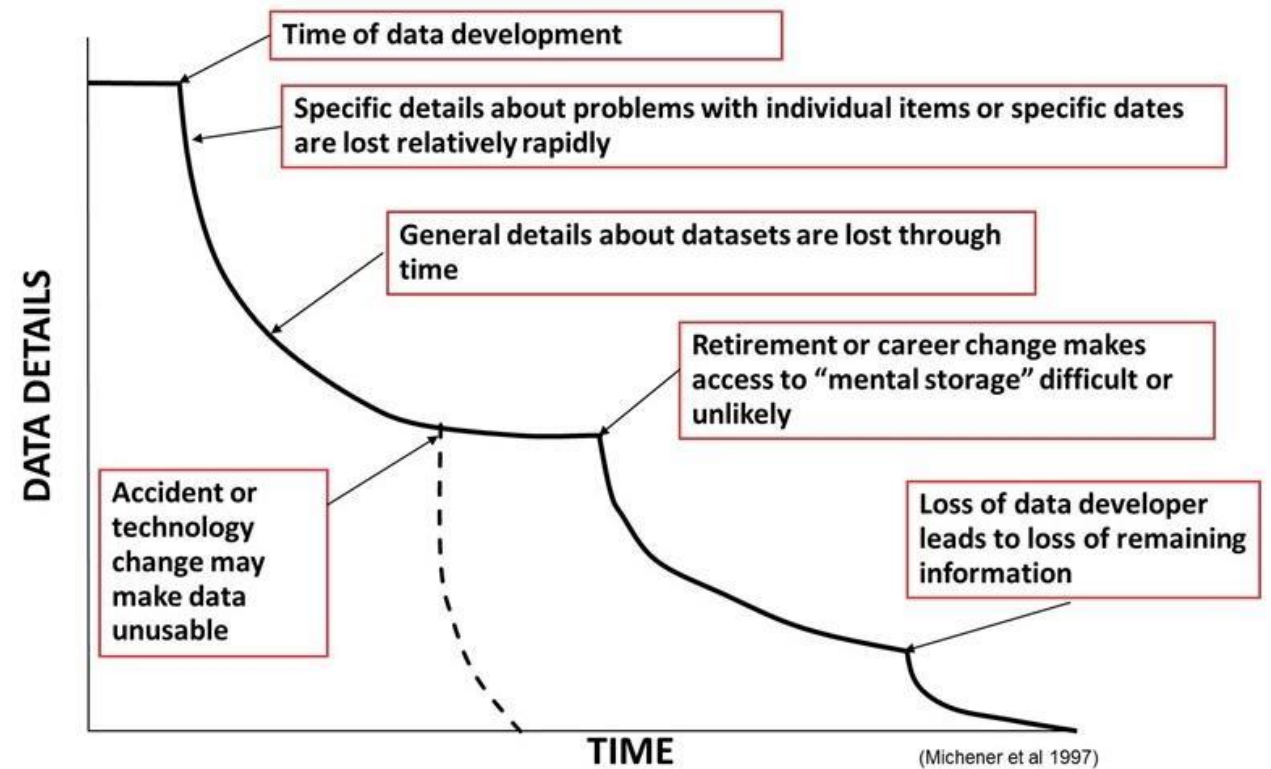 Time of data development
Specific details about problems with individual items or specific dates
are lost relatively rapidly
General details about datasets are lost through
time
Retirement or career change makes
access to “mental storage” difficult or
unlikely
Accident or
technology
change may
make data
unusable
Loss of data developer
leads to loss of remaining
information
DATA DETAILS
TIME
(Michener et al 1997)